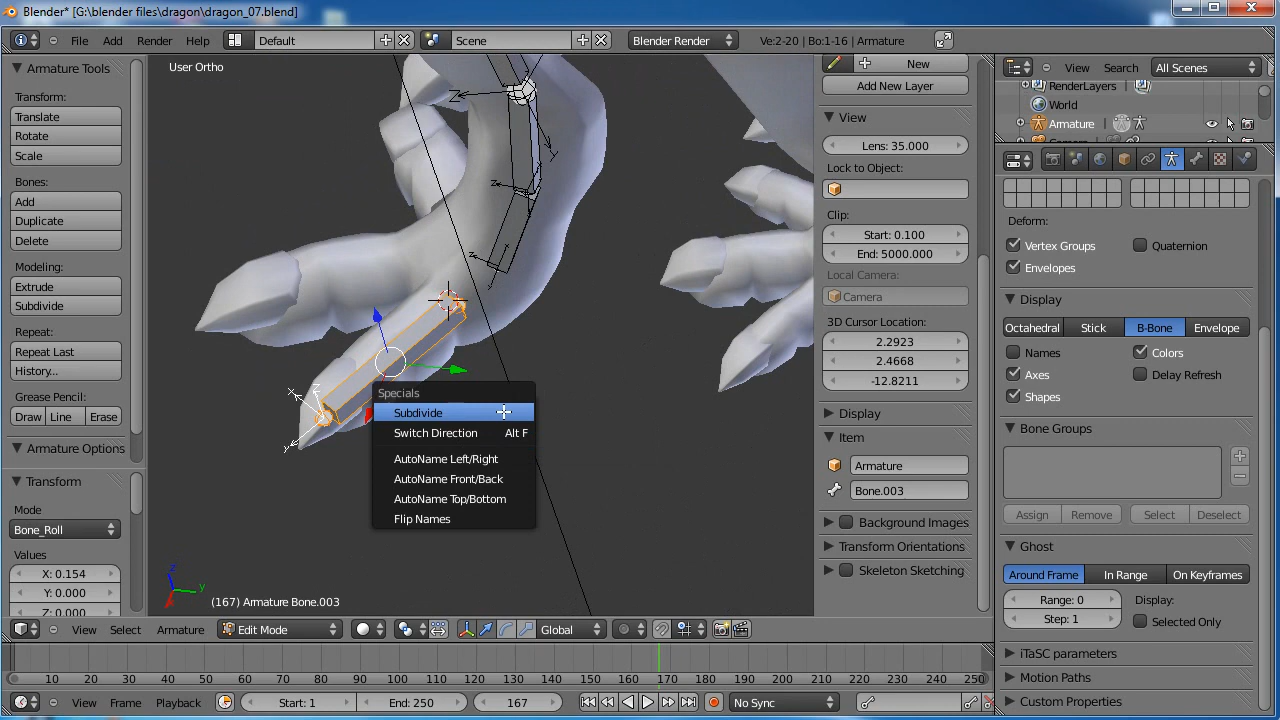 Blender* [G:\blender files\dragon\dragon_07.blend]
File Add Render Help Default Scene Blender Render Ve:2-20 | Bo:1-16 | Armature
Armature Tools
Transform:
Translate
Rotate
Scale
Bones:
Add
Duplicate
Delete
Modeling:
Extrude
Subdivide
Repeat:
Repeat Last
History...
Grease Pencil:
Draw Line Erase
Armature Options
Transform
Mode
Bone_Roll
Values
X: 0.154
Y: 0.000
Z: 0.000
User Ortho
Z
Y
z
z
Y
X
Z
y
Specials
Subdivide
Switch Direction Alt F
AutoName Left/Right
AutoName Front/Back
AutoName Top/Bottom
Flip Names
z
y
x
(167) Armature Bone.003
View Select Armature Edit Mode Global
New
Add New Layer
View
Lens: 35.000
Lock to Object:
Clip:
Start: 0.100
End: 5000.000
Local Camera:
Camera
3D Cursor Location:
2.2923
2.4668
-12.8211
Display
Item
Armature
Bone.003
Background Images
Transform Orientations
Skeleton Sketching
View Search All Scenes
RenderLayers
World
Armature
Deform:
Vertex Groups Quaternion
Envelopes
Display
Octahedral Stick B-Bone Envelope
Names Colors
Axes Delay Refresh
Shapes
Bone Groups
Assign Remove Select Deselect
Ghost
Around Frame In Range On Keyframes
Range: 0 Display:
Step: 1 Selected Only
iTaSC parameters
Motion Paths
Custom Properties
10 20 30 40 50 60 70 80 90 100 110 120 130 140 150 160 170 180 190 200 210 220 230 240 250
View Frame Playback Start: 1 End: 250 167 No Sync